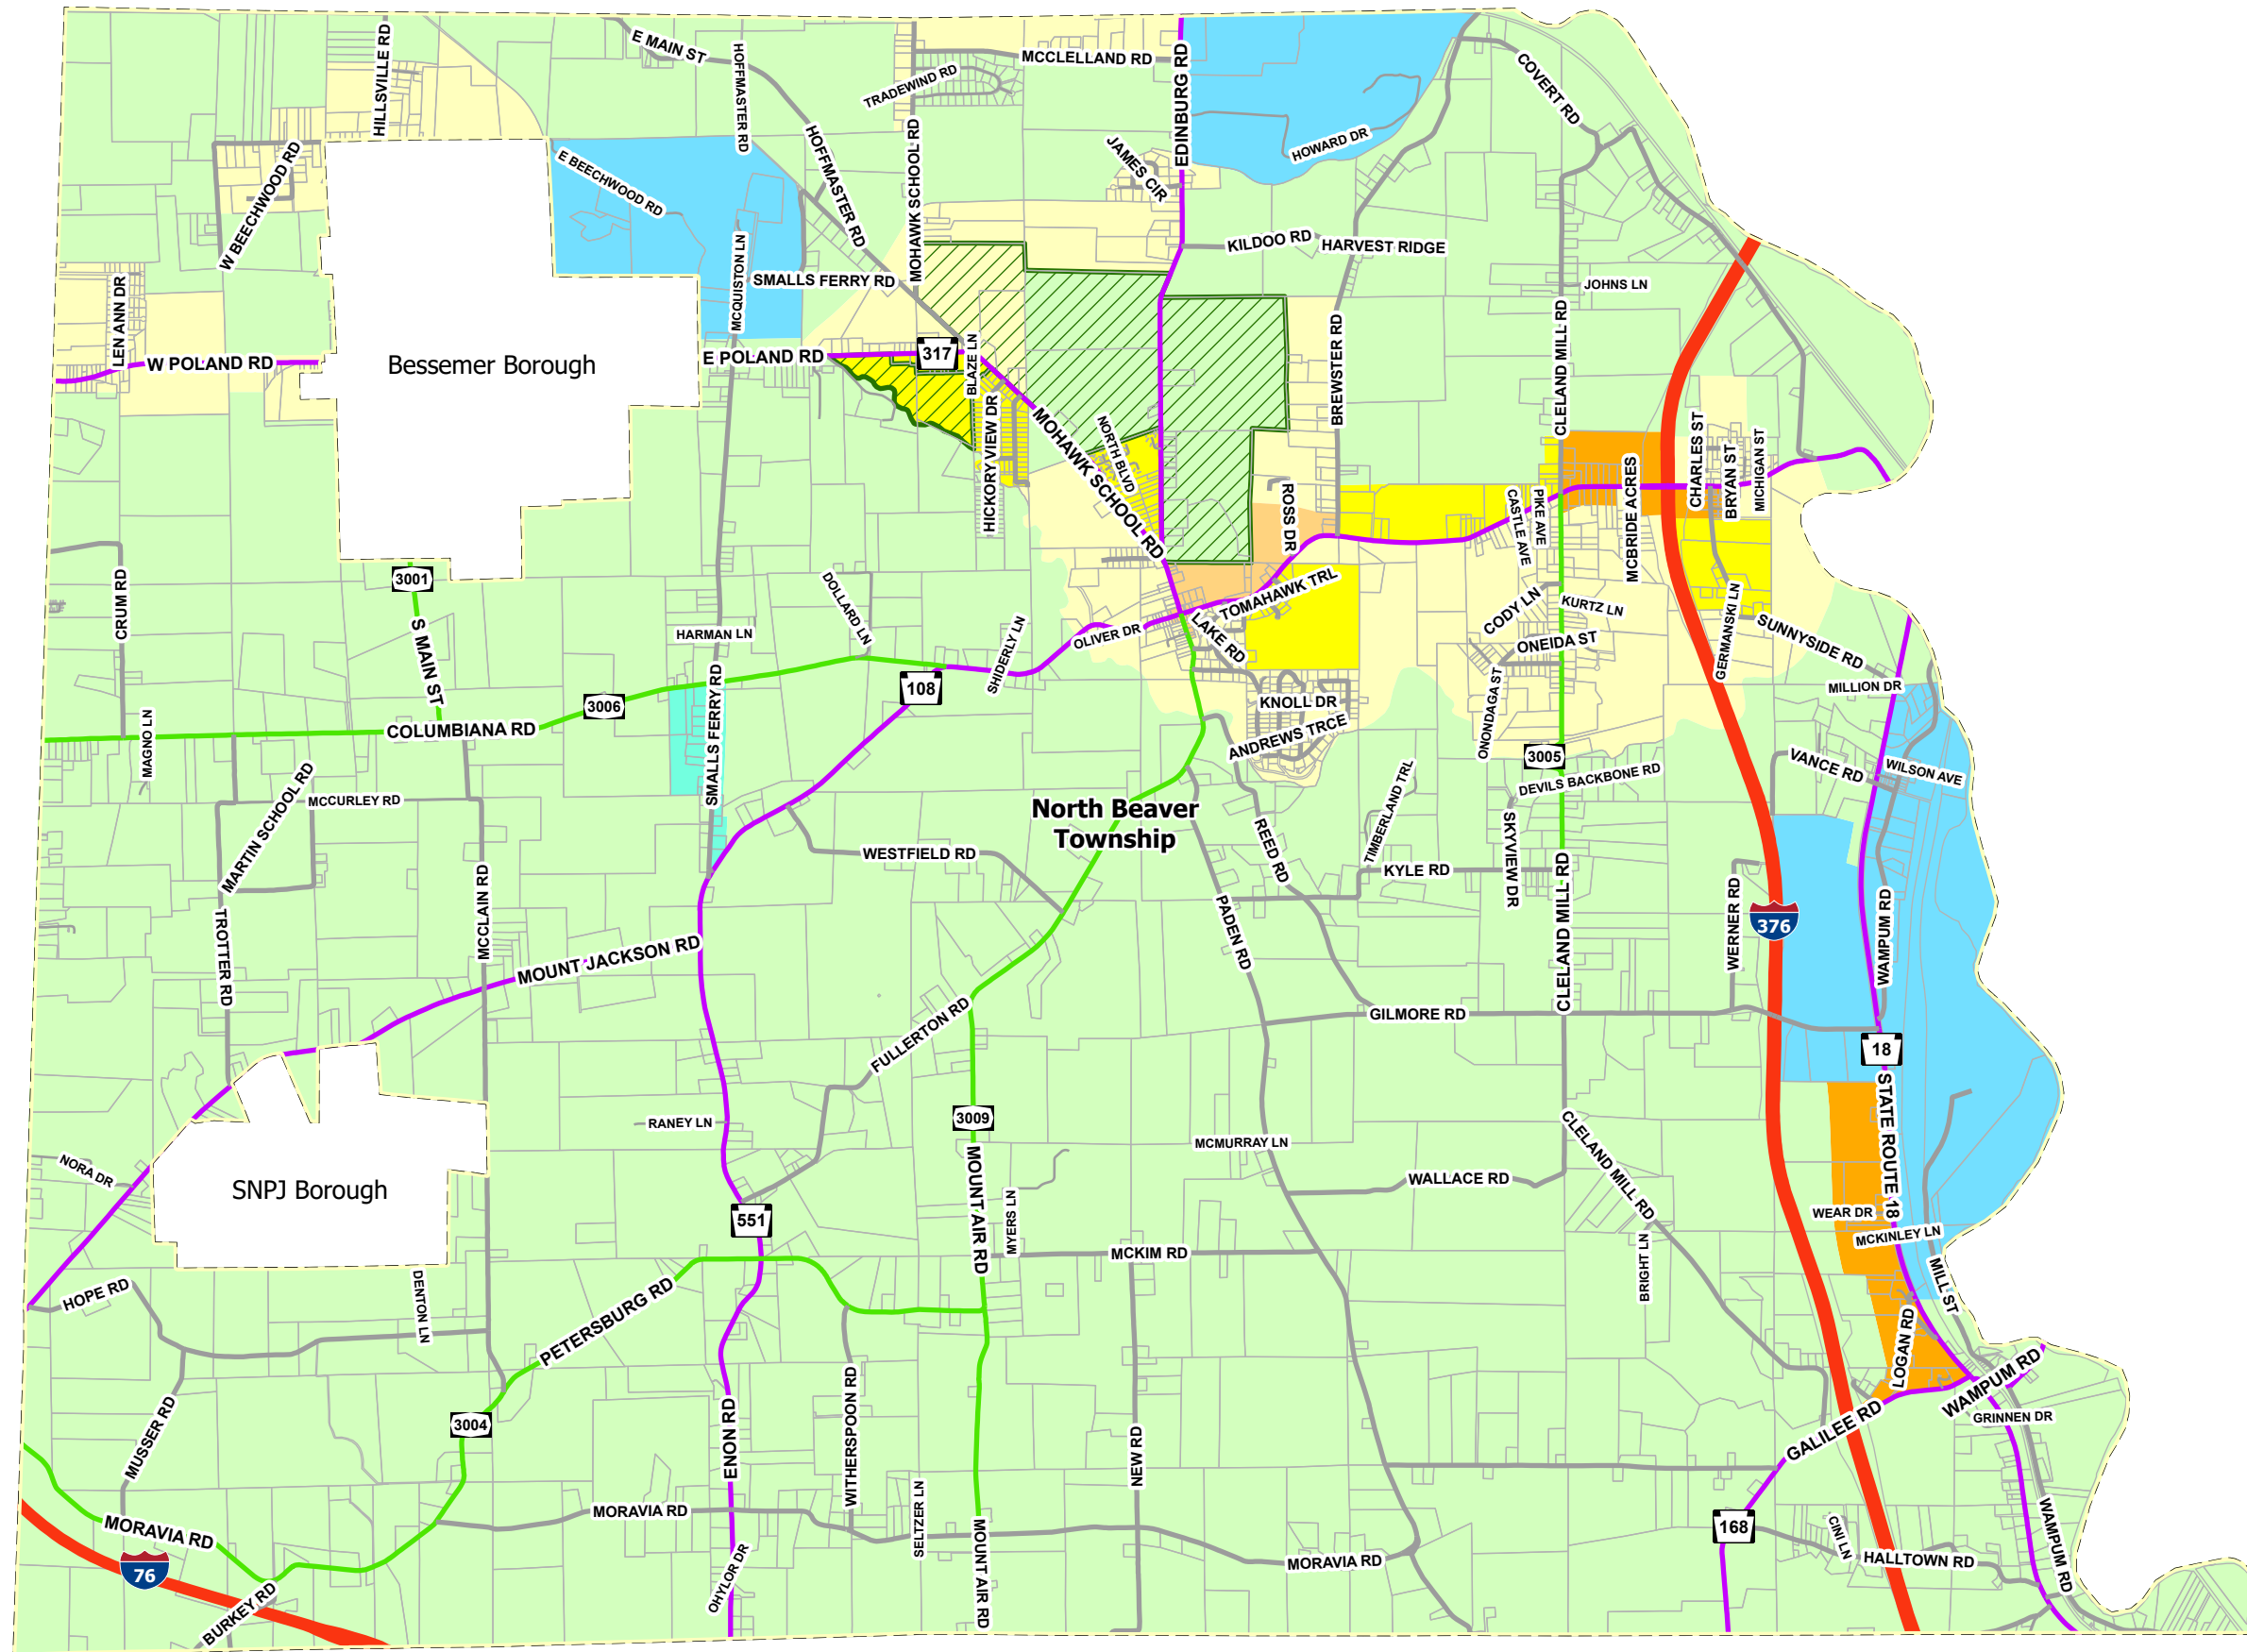 HILLSVILLE RD
E MAIN ST
HOFFMASTER RD
TRADEWIND RD
MCCLELLAND RD
EDINBURG RD
COVERT RD
HOWARD DR
JAMES CIR
W BEECHWOOD RD
E BEECHWOOD RD
HOFFMASTER RD
MOHAWK SCHOOL RD
MCQUISTON LN
SMALLS FERRY RD
KILDOO RD
HARVEST RIDGE
JOHNS LN
LEN ANN DR
W POLAND RD
Bessemer Borough
E POLAND RD
317
BLAZE LN
BREWSTER RD
CLELAND MILL RD
HICKORY VIEW DR
MOHAWK SCHOOL RD
NORTH BLVD
ROSS DR
CASTLE AVE
PIKE AVE
MCBRIDE ACRES
CHARLES ST
BRYAN ST
MICHIGAN ST
CRUM RD
3001
S MAIN ST
DOLLARD LN
HARMAN LN
SHIDERLY LN
OLIVER DR
TOMAHAWK TRL
LAKE RD
CODY LN
KURTZ LN
ONEIDA ST
ONONDAGA ST
GERMANSKI LN
SUNNYSIDE RD
MILLION DR
108
3006
COLUMBIANA RD
SMALLS FERRY RD
KNOLL DR
ANDREWS TRCE
MAGNO LN
MARTIN SCHOOL RD
MCCURLEY RD
3005
DEVILS BACKBONE RD
VANCE RD
WILSON AVE
North Beaver
Township
TIMBERLAND TRL
REED RD
WESTFIELD RD
KYLE RD
SKYVIEW DR
CLELAND MILL RD
TROTTER RD
MCCLAIN RD
MOUNT JACKSON RD
PADEN RD
WERNER RD
376
WAMPUM RD
FULLERTON RD
GILMORE RD
18
STATE ROUTE 18
RANEY LN
3009
MCMURRAY LN
CLELAND MILL RD
NORA DR
SNPJ Borough
MOUNT AIR RD
MYERS LN
WALLACE RD
551
WEAR DR
MCKINLEY LN
MCKIM RD
BRIGHT LN
MILL ST
HOPE RD
DENTON LN
PETERSBURG RD
LOGAN RD
WAMPUM RD
GRINNEN DR
MUSSER RD
3004
ENON RD
WITHERSPOON RD
NEW RD
GALILEE RD
MORAVIA RD
MORAVIA RD
SELTZER LN
MOUNT AIR RD
MORAVIA RD
168
CINI LN
HALLTOWN RD
WAMPUM RD
76
BURKEY RD
OHYLOR DR